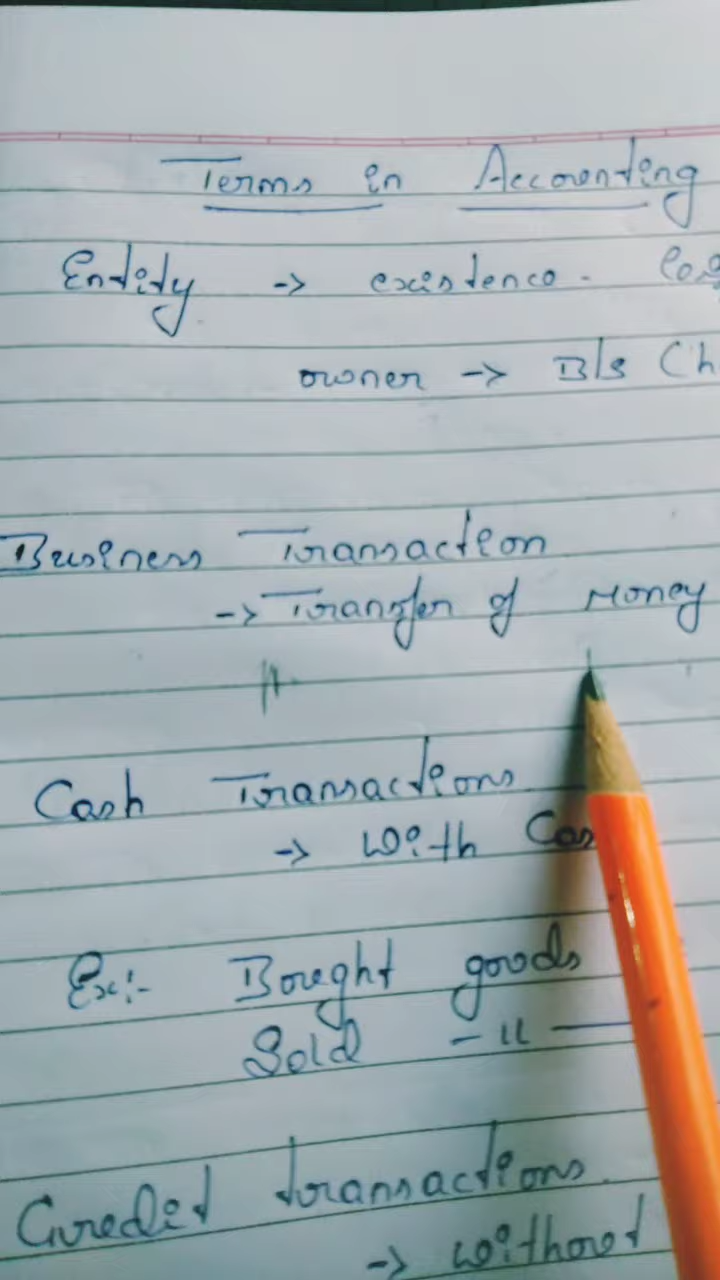 Terms in Accounting
Entity -> existence.
owner -> B/s
Business Transaction
-> Transfer of Money
Cash Transactions
-> With
Ex:- Bought goods
Sold -11-
Credit transactions.
-> Without